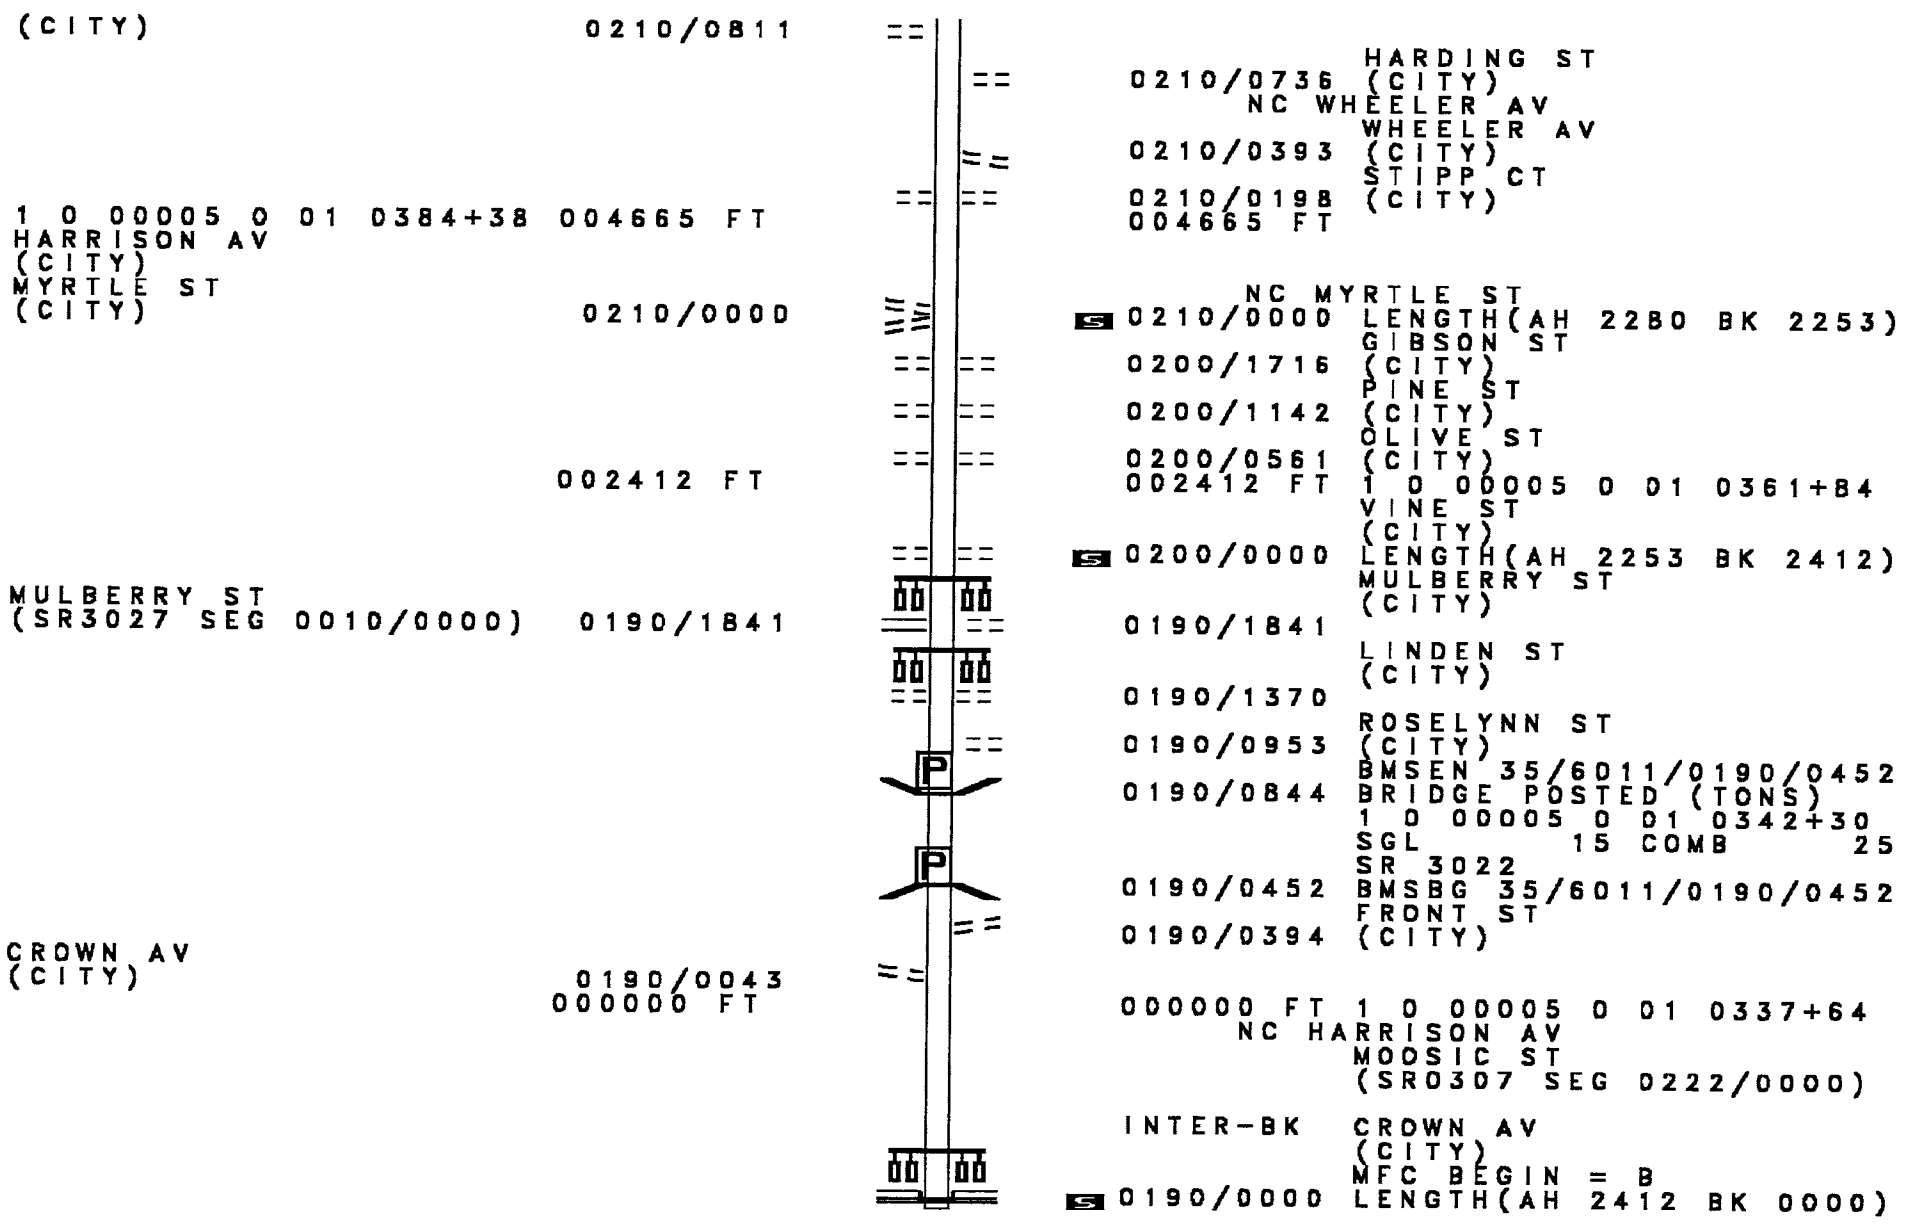 (CITY) 0210/0811
HARDING ST
0210/0736 (CITY)
NC WHEELER AV
WHEELER AV
0210/0393 (CITY)
STIPP CT
0210/0198 (CITY)
1 0 00005 0 01 0384+38 004665 FT
004665 FT
HARRISON AV
(CITY)
MYRTLE ST
(CITY) 0210/0000
NC MYRTLE ST
S 0210/0000 LENGTH(AH 2280 BK 2253)
GIBSON ST
0200/1716 (CITY)
PINE ST
0200/1142 (CITY)
OLIVE ST
0200/0561 (CITY)
002412 FT
002412 FT 1 0 00005 0 01 0361+84
VINE ST
(CITY)
S 0200/0000 LENGTH(AH 2253 BK 2412)
MULBERRY ST
(CITY)
MULBERRY ST
(SR3027 SEG 0010/0000) 0190/1841
0190/1841
LINDEN ST
(CITY)
0190/1370
ROSELYNN ST
0190/0953 (CITY)
P
BMSEN 35/6011/0190/0452
0190/0844 BRIDGE POSTED (TONS)
1 0 00005 0 01 0342+30
SGL 15 COMB 25
P
SR 3022
0190/0452 BMSBG 35/6011/0190/0452
FRONT ST
0190/0394 (CITY)
CROWN AV
(CITY) 0190/0043
000000 FT
000000 FT 1 0 00005 0 01 0337+64
NC HARRISON AV
MOOSIC ST
(SR0307 SEG 0222/0000)
INTER-BK CROWN AV
(CITY)
MFC BEGIN = B
S 0190/0000 LENGTH(AH 2412 BK 0000)